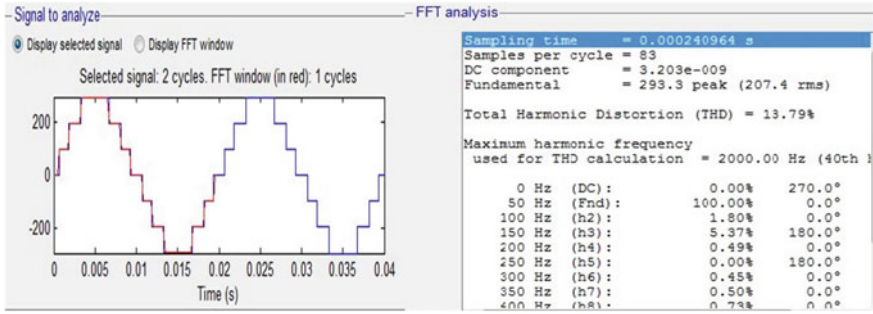 Signal to analyze
Display selected signal Display FFT window
Selected signal: 2 cycles. FFT window (in red): 1 cycles
200
0
-200
0 0.005 0.01 0.015 0.02 0.025 0.03 0.035 0.04
Time (s)
FFT analysis
Sampling time = 0.000240964 s
Samples per cycle = 83
DC component = 3.203e-009
Fundamental = 293.3 peak (207.4 rms)
Total Harmonic Distortion (THD) = 13.79%
Maximum harmonic frequency
used for THD calculation = 2000.00 Hz (40th
0 Hz (DC): 0.00% 270.0°
50 Hz (Fnd): 100.00% 0.0°
100 Hz (h2): 1.80% 0.0°
150 Hz (h3): 5.37% 180.0°
200 Hz (h4): 0.49% 0.0°
250 Hz (h5): 0.00% 180.0°
300 Hz (h6): 0.45% 0.0°
350 Hz (h7): 0.50% 0.0°
400 Hz (h8): 0.73% 0.0°